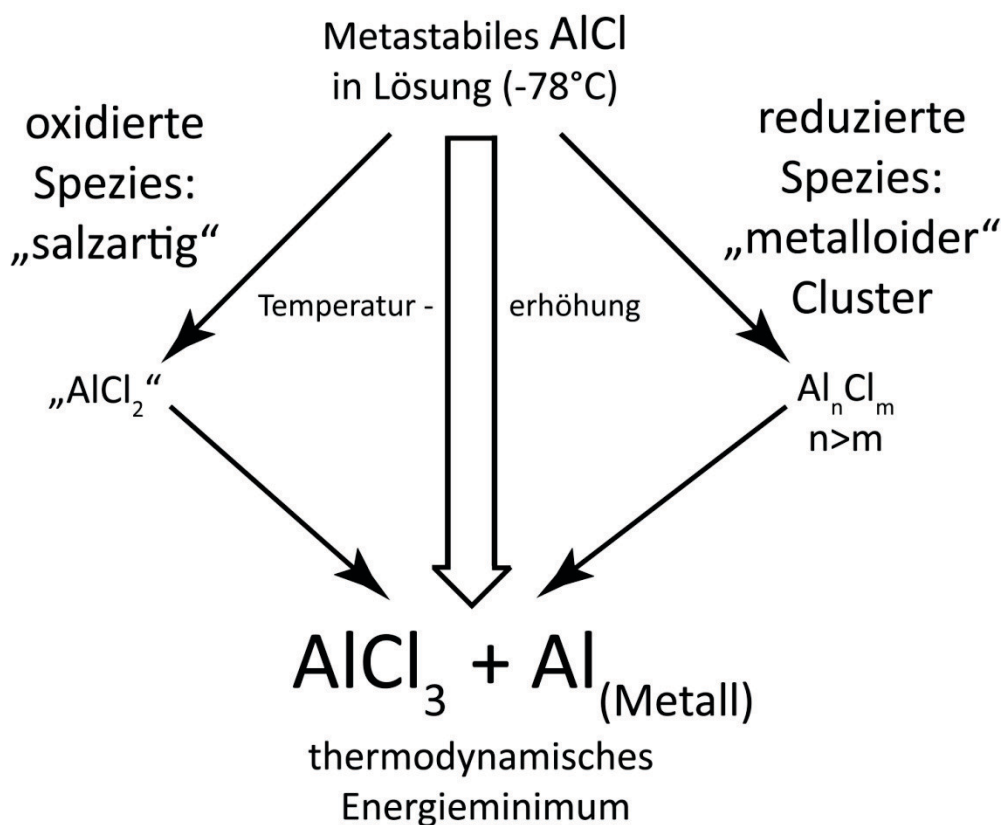 Metastabiles AlCl
in Lösung (-78°C)
oxidierte
Spezies:
„salzartig“
reduzierte
Spezies:
„metalloider“
Cluster
Temperatur - erhöhung
„AlCl₂“
AlₙClₘ
n>m
AlCl₃ + Al(Metall)
thermodynamisches
Energieminimum